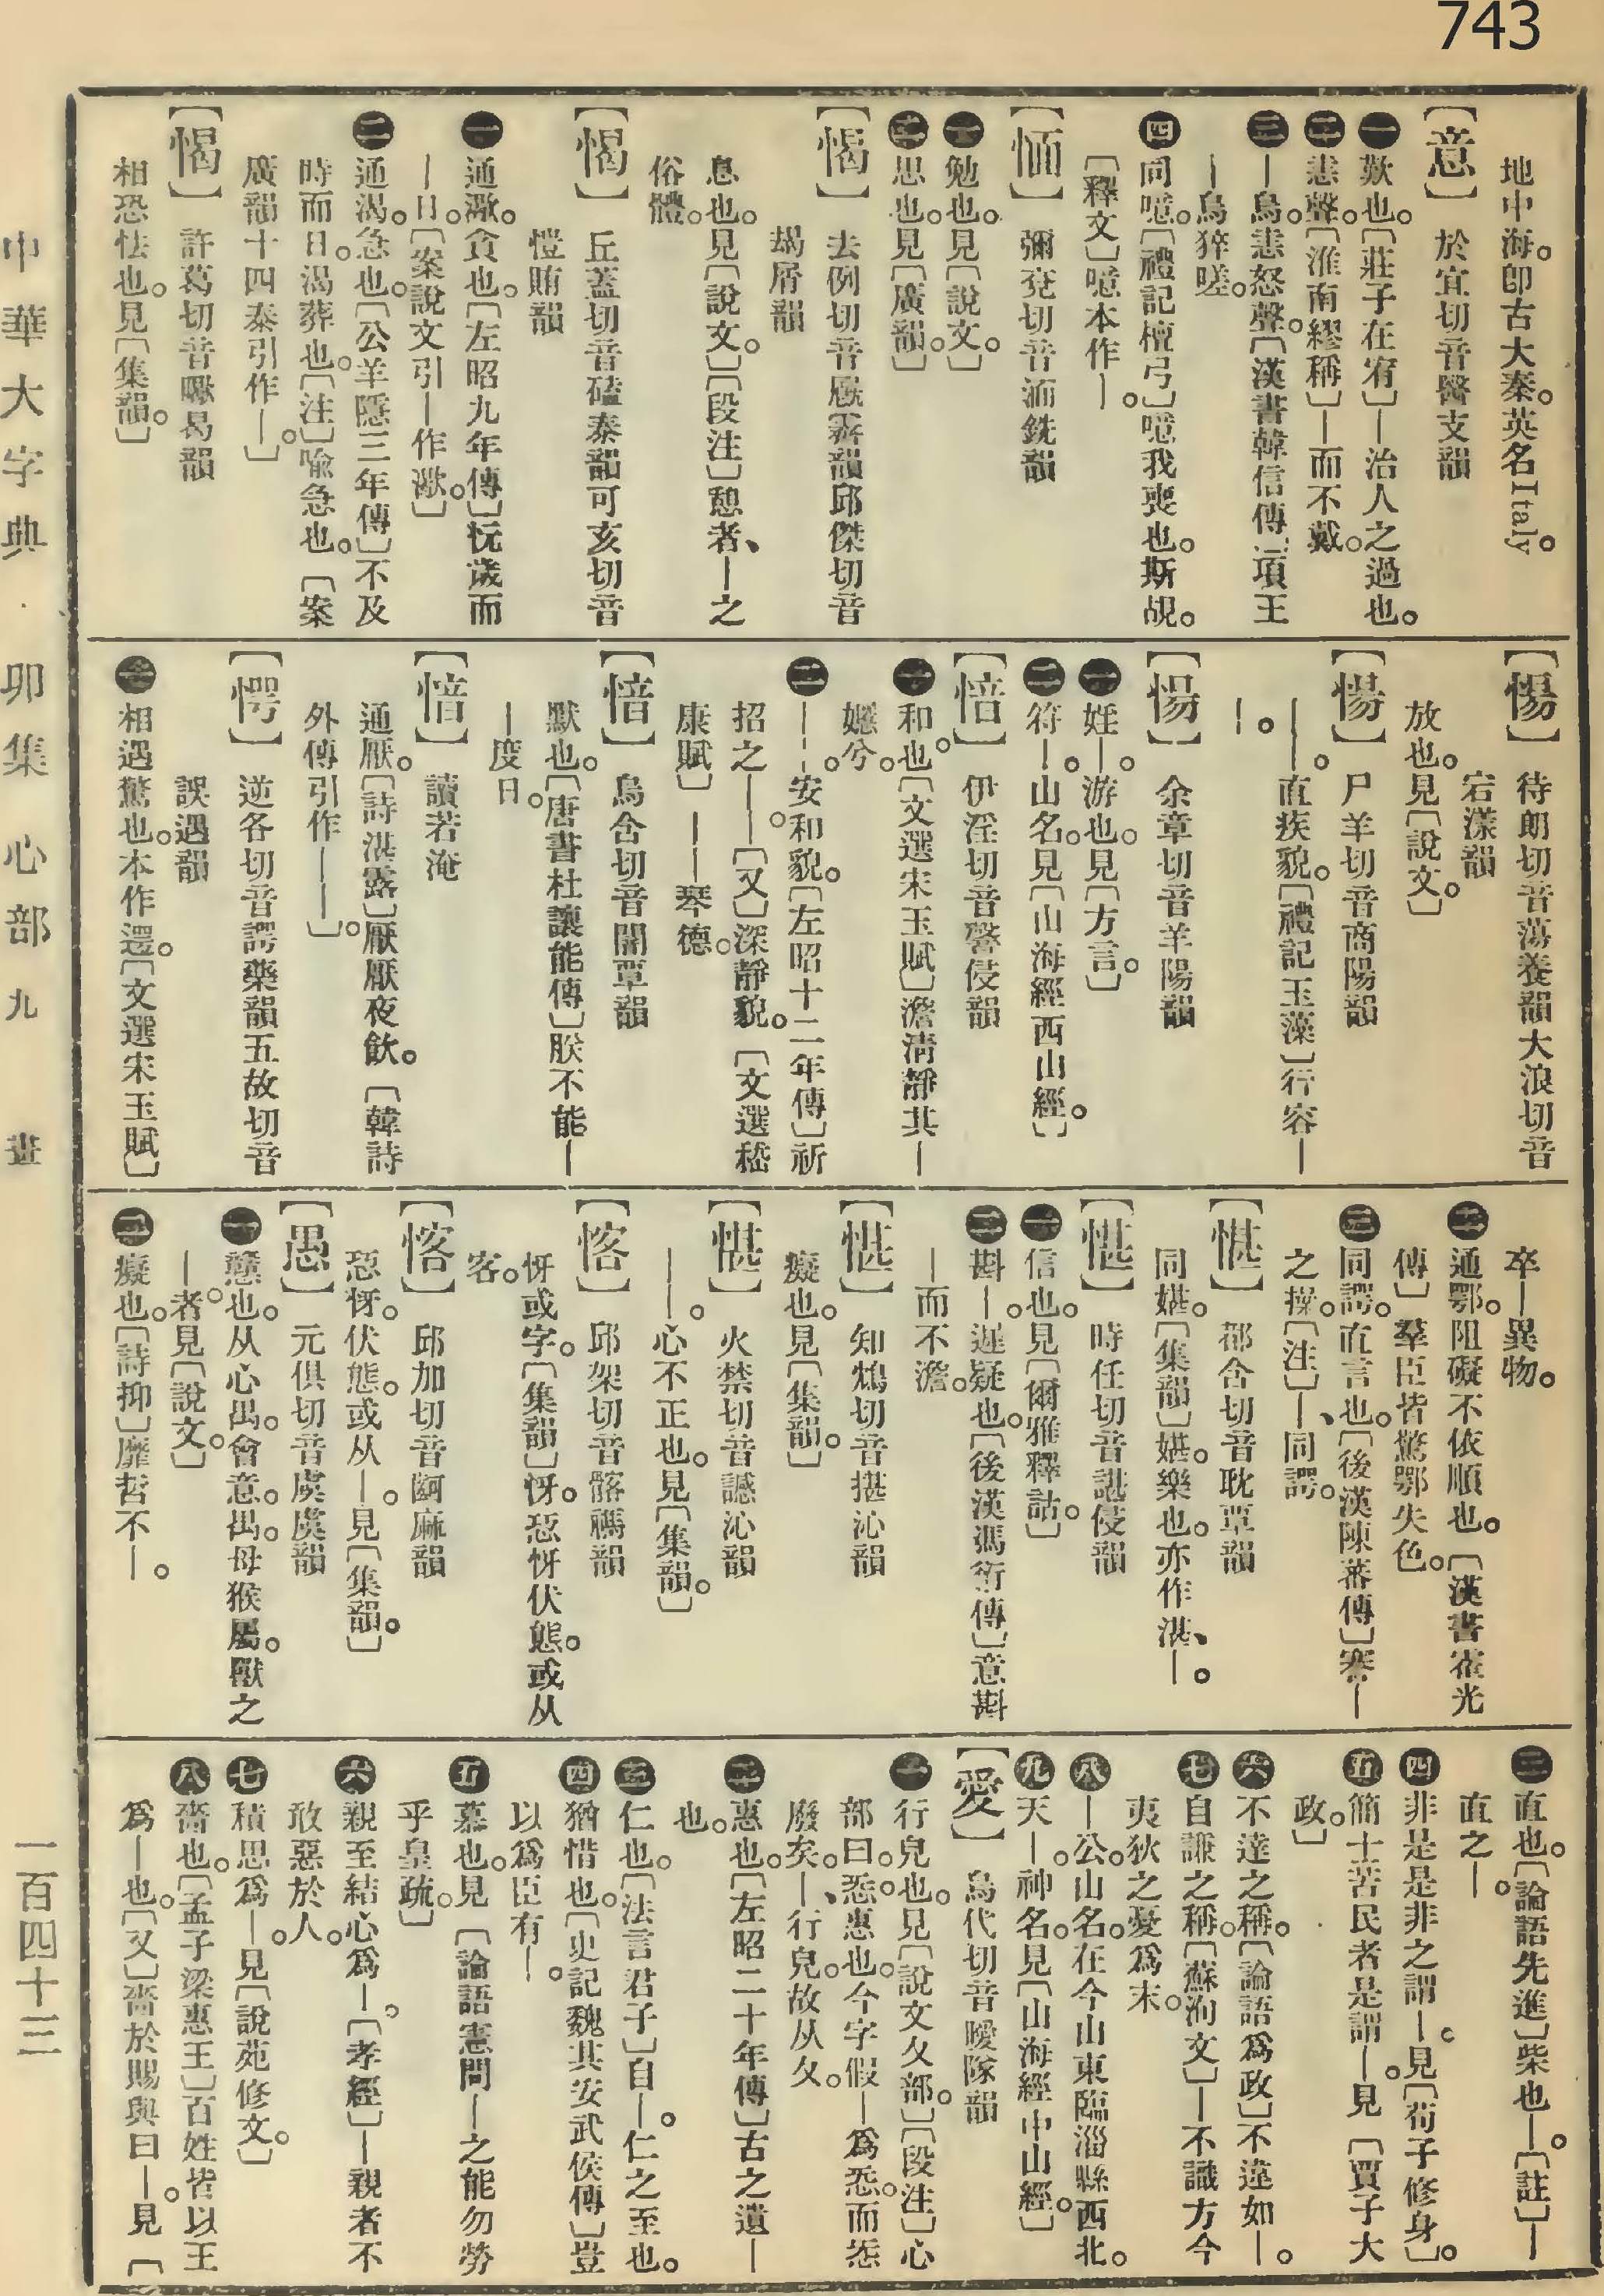 743
地中海。卽古大秦。英名Italy。
【意】於宜切音醫支韻
㊀歎也。〔莊子在宥〕—治人之過也。
㊁恚聲。〔淮南繆稱〕—而不戴。
㊂—烏。恚怒聲。〔漢書韓信傳〕項王
—烏猝嗟。
㊃同噫。〔禮記檀弓〕噫我喪也。斯覘。
〔釋文〕噫本作—。
【愐】彌兗切音湎銑韻
㊀勉也。見〔說文。〕
㊁思也。見〔廣韻。〕
【愒】去例切音憇霽韻邱傑切音
朅屑韻
息也。見〔說文。〕〔段注〕憩者、—之
俗體。
【愒】丘蓋切音磕泰韻可亥切音
愷賄韻
㊀通㵣。貪也。〔左昭九年傳〕忨歲而
—日。〔案說文引—作㵣。〕
㊁通渴。急也。〔公羊隱三年傳〕不及
時而日。渴葬也。〔注〕喩急也。〔案
廣韻十四泰引作—。〕
【愒】許葛切音喝曷韻
相恐怯也。見〔集韻。〕
【愓】待朗切音蕩養韻大浪切音
宕漾韻
放也。見〔說文。〕
【愓】尸羊切音商陽韻
——。直疾貌。〔禮記玉藻〕行容—
—。
【愓】余章切音羊陽韻
㊀婬—。游也。見〔方言。〕
㊁符—。山名。見〔山海經西山經。〕
【愔】伊淫切音馨侵韻
㊀和也。〔文選宋玉賦〕澹淸靜其—
嫕兮。
㊁——。安和貌。〔左昭十二年傳〕祈
招之——。〔又〕深靜貌。〔文選嵇
康賦〕——琴德。
【愔】烏含切音闇覃韻
默也。〔唐書杜讓能傳〕朕不能—
—度日。
【愔】讀若淹
通厭。〔詩湛露〕厭厭夜飮。〔韓詩
外傳引作——。〕
【愕】逆各切音諤藥韻五故切音
誤遇韻
㊀相遇驚也。本作遌。〔文選宋玉賦〕
卒—異物。
㊁通鄂。阻礙不依順也。〔漢書霍光
傳〕羣臣皆驚鄂失色。
㊂同諤。直言也。〔後漢陳蕃傳〕蹇—
之操。〔注〕—、同諤。
【愖】都含切音耽覃韻
同媅。〔集韻〕媅。樂也。亦作湛、—。
【愖】時任切音諶侵韻
㊀信也。見〔爾雅釋詁。〕
㊁斟—。遲疑也。〔後漢馮衍傳〕意斟
—而不澹。
【愖】知鴆切音揕沁韻
癡也。見〔集韻。〕
【愖】火禁切音讖沁韻
——。心不正也。見〔集韻。〕
【愘】邱架切音髂禡韻
㤉或字。〔集韻〕㤉。㤪㤉伏態。或从
客。
【愘】邱加切音齣麻韻
㤪㤉。伏態。或从—。見〔集韻。〕
【愚】元俱切音虞虞韻
㊀戇也。从心禺。會意。禺。母猴屬。獸之
—者。見〔說文。〕
㊁癡也。〔詩抑〕靡哲不—。
㊂直也。〔論語先進〕柴也—。〔註〕—
直之—。
㊃非是是非之謂—。見〔荀子修身。〕
㊄簡士苦民者是謂—。見〔賈子大
政。〕
㊅不達之稱。〔論語爲政〕不違如—。
㊆自謙之稱。〔蘇洵文〕—不識方今
夷狄之憂爲末。
㊇—公。山名。在今山東臨淄縣西北。
㊈天—。神名。見〔山海經中山經。〕
【愛】烏代切音曖隊韻
㊀行皃也。見〔說文夊部。〕〔段注〕心
部曰。㤅惠也。今字假—爲㤅。而㤅
廢矣。—、行皃。故从夊。
㊁惠也。〔左昭二十年傳〕古之遺—
也。
㊂仁也。〔法言君子〕自—。仁之至也。
㊃猶惜也。〔史記魏其安武侯傳〕豈
以爲臣有—。
㊄慕也。見〔論語憲問—之能勿勞
乎皇疏。〕
㊅親至結心爲—。〔孝經〕—親者不
敢惡於人。
㊆積思爲—。見〔說苑修文。〕
㊇嗇也。〔孟子梁惠王〕百姓皆以王
爲—也。〔又〕嗇於賜與曰—。見〔
中華大字典·卯集 心部 九畫
一百四十三